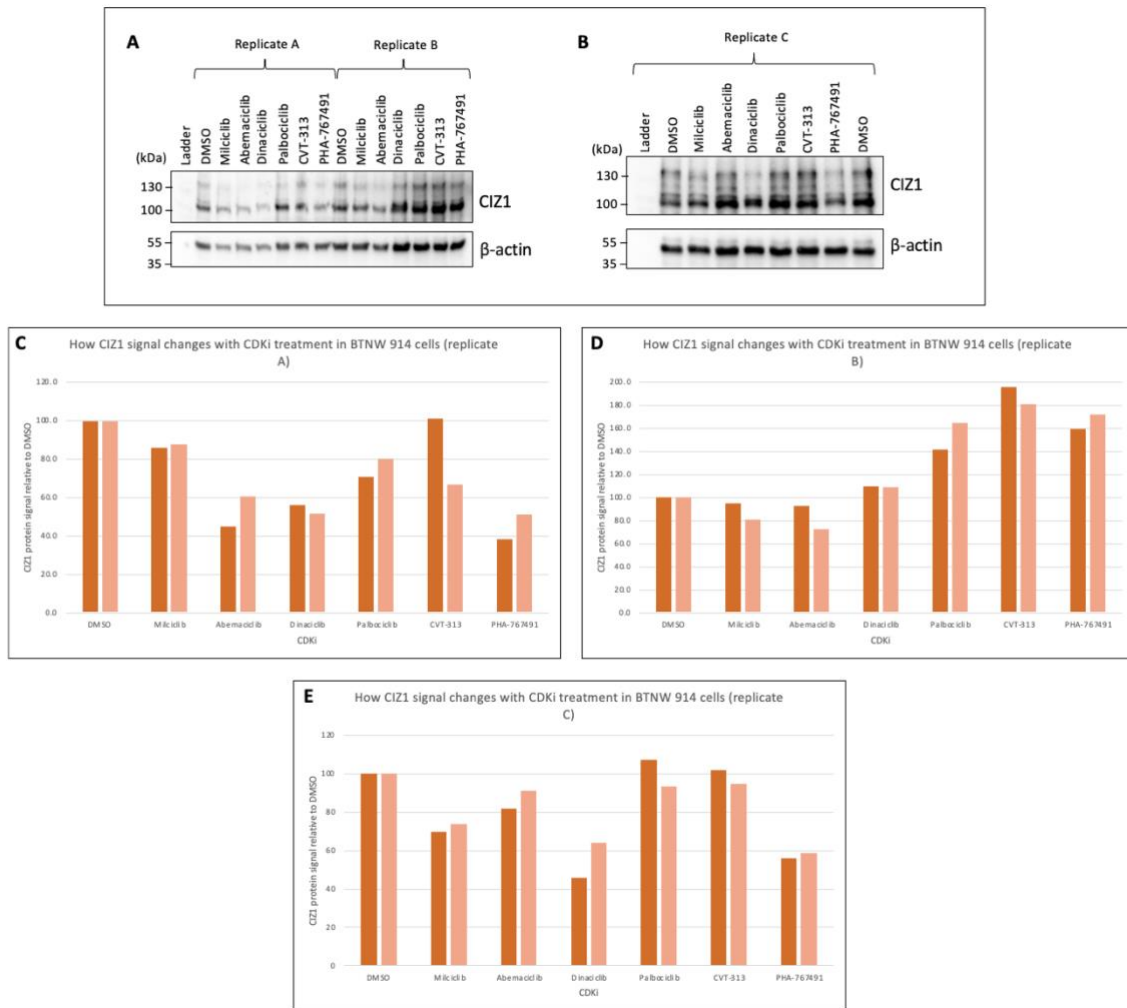 A
Replicate A
Replicate B
Ladder
DMSO
Milciclib
Abemaciclib
Dinaciclib
Palbociclib
CVT-313
PHA-767491
DMSO
Milciclib
Abemaciclib
Dinaciclib
Palbociclib
CVT-313
PHA-767491
(kDa)
130
100
CIZ1
55
35
β-actin
B
Replicate C
Ladder
DMSO
Milciclib
Abemaciclib
Dinaciclib
Palbociclib
CVT-313
PHA-767491
DMSO
(kDa)
130
100
CIZ1
55
35
β-actin
C
How CIZ1 signal changes with CDKi treatment in BTNW 914 cells (replicate
A)
CIZ1 protein signal relative to DMSO
120.0
100.0
80.0
60.0
40.0
20.0
0.0
DMSO Milciclib Abemaciclib Dinaciclib Palbociclib CVT-313 PHA-767491
CDKi
D
How CIZ1 signal changes with CDKi treatment in BTNW 914 cells (replicate
B)
CIZ1 protein signal relative to DMSO
200.0
180.0
160.0
140.0
120.0
100.0
80.0
60.0
40.0
20.0
0.0
DMSO Milciclib Abemaciclib Dinaciclib Palbociclib CVT-313 PHA-767491
CDKi
E
How CIZ1 signal changes with CDKi treatment in BTNW 914 cells (replicate
C)
CIZ1 protein signal relative to DMSO
120
100
80
60
40
20
0
DMSO Milciclib Abemaciclib Dinaciclib Palbociclib CVT-313 PHA-767491
CDKi